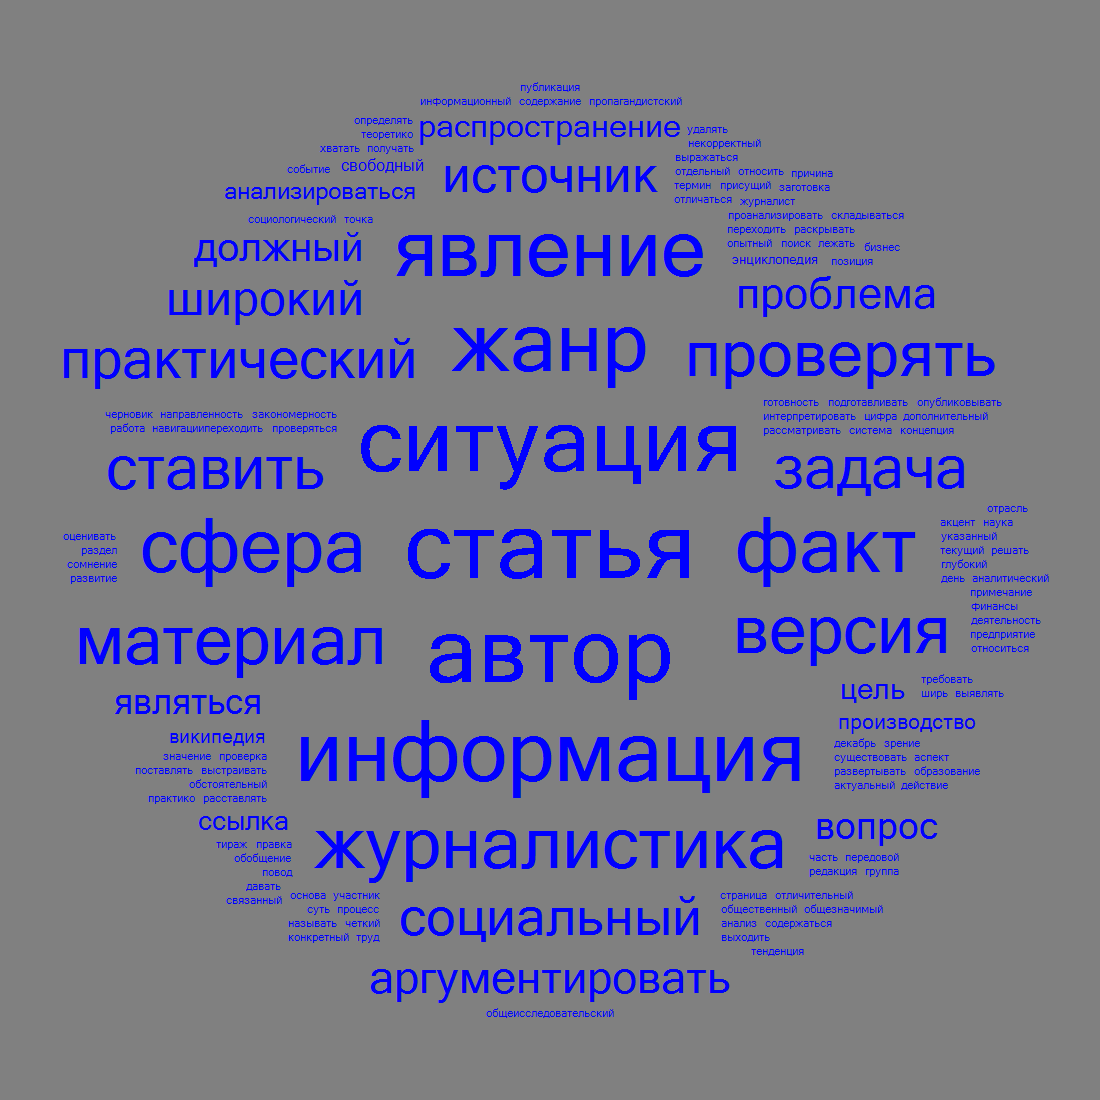 публикация
информационный содержание пропагандистский
определять
теоретико
распространение
удалять
некорректный
хватать получать
выражаться
событие свободный
источник
отдельный относить причина
термин присущий заготовка
анализироваться
отличаться журналист
социологический точка
проанализировать складываться
переходить раскрывать
должный
явление
опытный поиск лежать бизнес
энциклопедия позиция
широкий
проблема
практический
жанр
проверять
черновик направленность закономерность
работа навигациипереходить проверяться
готовность подготавливать опубликовывать
интерпретировать цифра дополнительный
рассматривать система концепция
ставить
ситуация
задача
отрасль
акцент наука
указанный
оценивать
раздел
сомнение
развитие
сфера
статья
факт
текущий решать
глубокий
день аналитический
примечание
финансы
деятельность
предприятие
относиться
материал
автор
версия
являться
цель
требовать
ширь выявлять
википедия
производство
значение проверка
поставлять выстраивать
обстоятельный
практико расставлять
информация
декабрь зрение
существовать аспект
развертывать образование
актуальный действие
ссылка
журналистика
вопрос
тираж правка
обобщение
повод
давать
связанный
часть передовой
редакция группа
основа участник
суть процесс
называть четкий
конкретный труд
социальный
страница отличительный
общественный общезначимый
анализ содержаться
выходить
тенденция
аргументировать
общеисследовательский